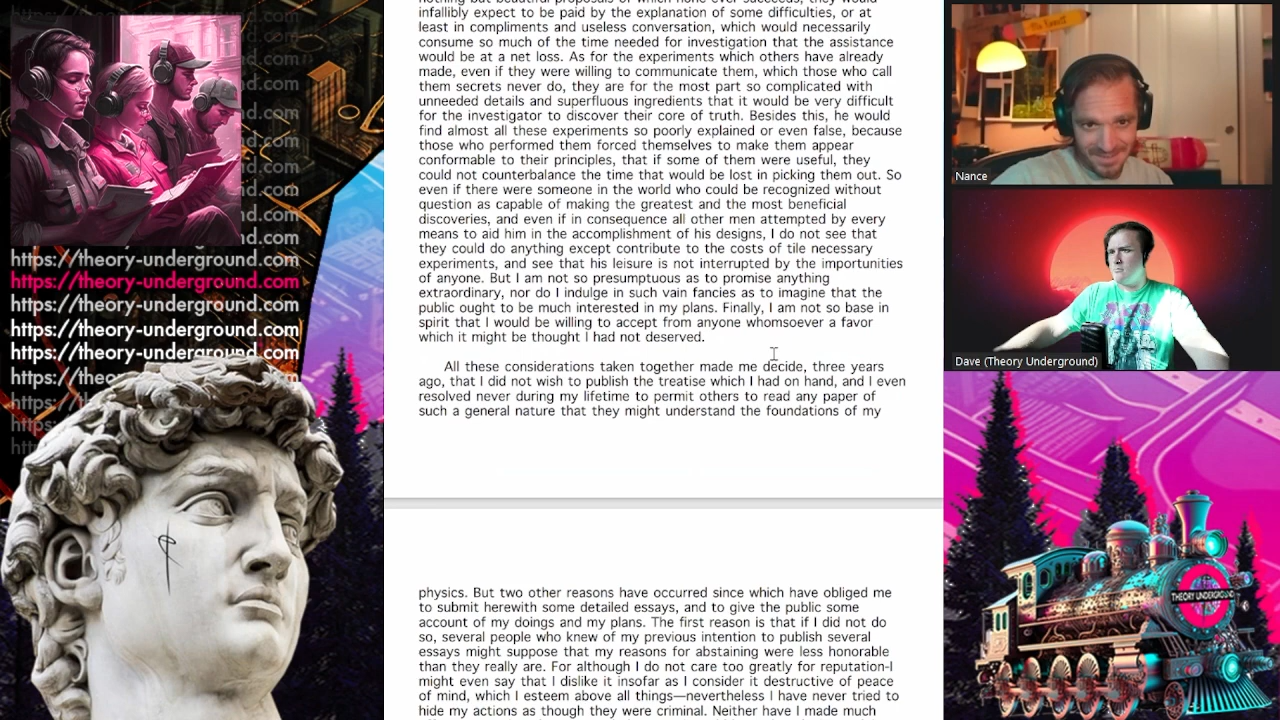 https://theory-underground.com
https://theory-underground.com
https://theory-underground.com
https://theory-underground.com
https://theory-underground.com
https://
https://
https://
infallibly expect to be paid by the explanation of some difficulties, or at
least in compliments and useless conversation, which would necessarily
consume so much of the time needed for investigation that the assistance
would be at a net loss. As for the experiments which others have already
made, even if they were willing to communicate them, which those who call
them secrets never do, they are for the most part so complicated with
unneeded details and superfluous ingredients that it would be very difficult
for the investigator to discover their core of truth. Besides this, he would
find almost all these experiments so poorly explained or even false, because
those who performed them forced themselves to make them appear
conformable to their principles, that if some of them were useful, they
could not counterbalance the time that would be lost in picking them out. So
even if there were someone in the world who could be recognized without
question as capable of making the greatest and the most beneficial
discoveries, and even if in consequence all other men attempted by every
means to aid him in the accomplishment of his designs, I do not see that
they could do anything except contribute to the costs of tile necessary
experiments, and see that his leisure is not interrupted by the importunities
of anyone. But I am not so presumptuous as to promise anything
extraordinary, nor do I indulge in such vain fancies as to imagine that the
public ought to be much interested in my plans. Finally, I am not so base in
spirit that I would be willing to accept from anyone whomsoever a favor
which it might be thought I had not deserved.
All these considerations taken together made me decide, three years
ago, that I did not wish to publish the treatise which I had on hand, and I even
resolved never during my lifetime to permit others to read any paper of
such a general nature that they might understand the foundations of my
physics. But two other reasons have occurred since which have obliged me
to submit herewith some detailed essays, and to give the public some
account of my doings and my plans. The first reason is that if I did not do
so, several people who knew of my previous intention to publish several
essays might suppose that my reasons for abstaining were less honorable
than they really are. For although I do not care too greatly for reputation-I
might even say that I dislike it insofar as I consider it destructive of peace
of mind, which I esteem above all things—nevertheless I have never tried to
hide my actions as though they were criminal. Neither have I made much
Nance
Dave (Theory Underground)
THEORY UNDERGROUND